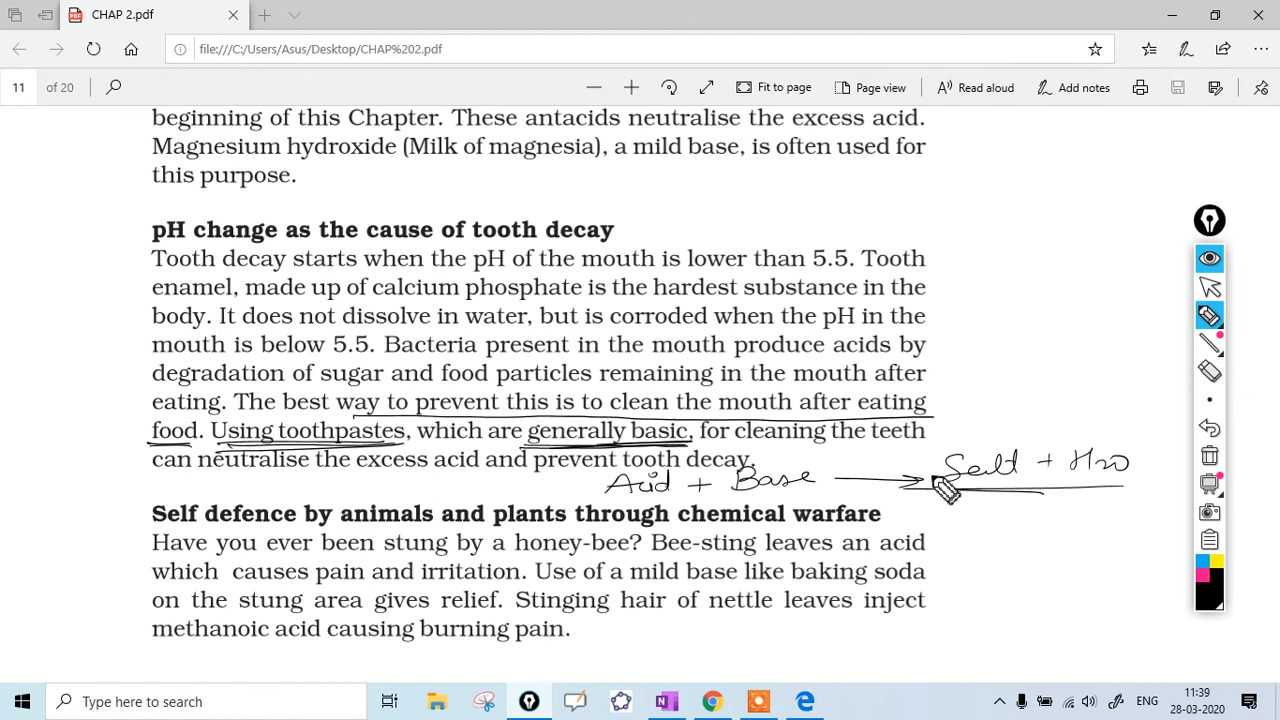 CHAP 2.pdf
file:///C:/Users/Asus/Desktop/CHAP%202.pdf
11 of 20
Fit to page
Page view
Read aloud
Add notes
beginning of this Chapter. These antacids neutralise the excess acid.
Magnesium hydroxide (Milk of magnesia), a mild base, is often used for
this purpose.
pH change as the cause of tooth decay
Tooth decay starts when the pH of the mouth is lower than 5.5. Tooth
enamel, made up of calcium phosphate is the hardest substance in the
body. It does not dissolve in water, but is corroded when the pH in the
mouth is below 5.5. Bacteria present in the mouth produce acids by
degradation of sugar and food particles remaining in the mouth after
eating. The best way to prevent this is to clean the mouth after eating
food. Using toothpastes, which are generally basic, for cleaning the teeth
can neutralise the excess acid and prevent tooth decay.
Acid + Base → Salt + H2O
Self defence by animals and plants through chemical warfare
Have you ever been stung by a honey-bee? Bee-sting leaves an acid
which causes pain and irritation. Use of a mild base like baking soda
on the stung area gives relief. Stinging hair of nettle leaves inject
methanoic acid causing burning pain.
Type here to search
ENG
11:39
28-03-2020